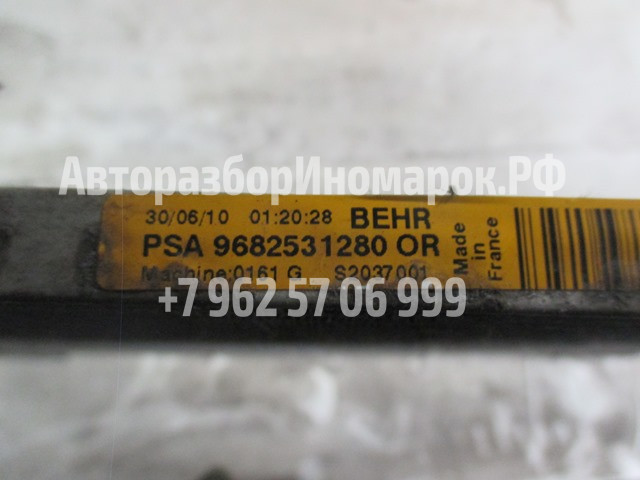 АвторазборИномарок.РФ
30/06/10 01:20:28 BEHR
PSA 9682531280 OR
Machine:0161 G S2037001
Made
in
France
+7 962 57 06 999